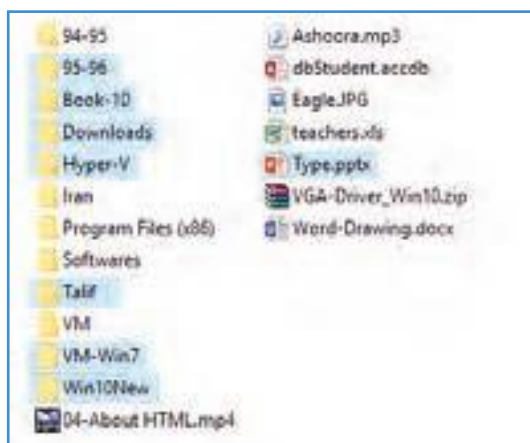 94-95
95-96
Book-10
Downloads
Hyper-V
Iran
Program Files (x86)
Softwares
Talif
VM
VM-Win7
Win10New
04-About HTML.mp4
Ashoora.mp3
dbStudent.accdb
Eagle.JPG
teachers.xls
Type.pptx
VGA-Driver_Win10.zip
Word-Drawing.docx